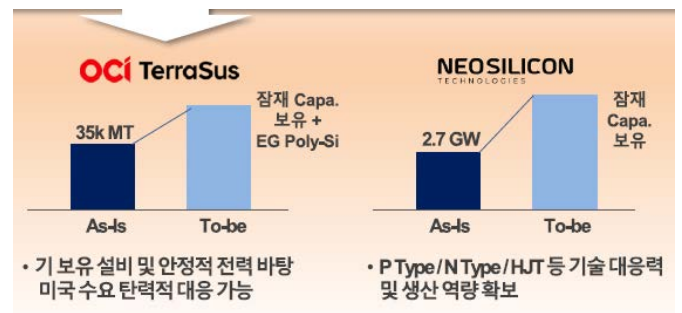 OCI TerraSus
35k MT
잠재 Capa.
보유 +
EG Poly-Si
As-Is
To-be
• 기 보유 설비 및 안정적 전력 바탕
미국 수요 탄력적 대응 가능
NEOSILICON
TECHNOLOGIES
2.7 GW
잠재
Capa.
보유
As-Is
To-be
• P Type / N Type / HJT 등 기술 대응력
및 생산 역량 확보